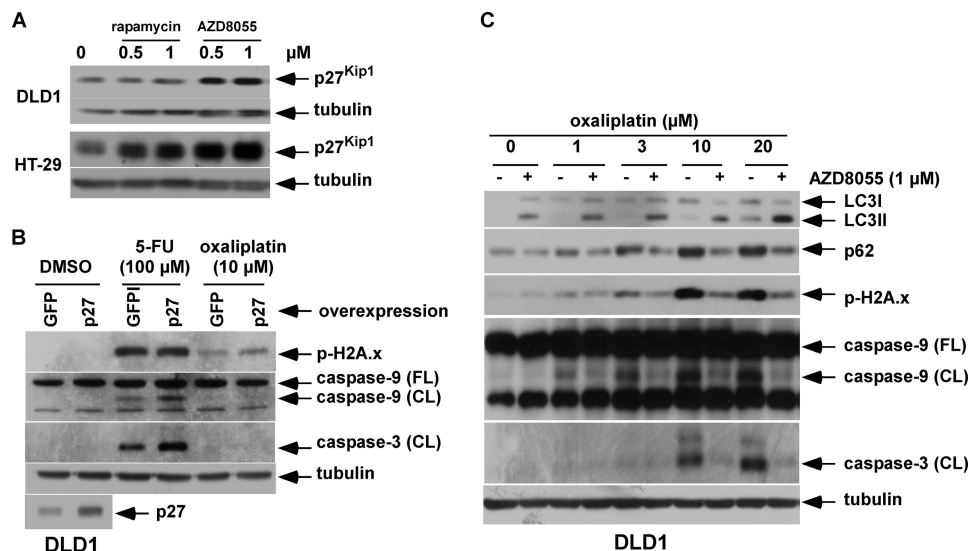 A
rapamycin AZD8055
0 0.5 1 0.5 1 µM
DLD1
p27Kip1
tubulin
HT-29
p27Kip1
tubulin
B
DMSO 5-FU (100 µM) oxaliplatin (10 µM)
GFP p27 GFPl p27 GFP p27 overexpression
p-H2A.x
caspase-9 (FL)
caspase-9 (CL)
caspase-3 (CL)
tubulin
p27
DLD1
C
oxaliplatin (µM)
0 1 3 10 20
- + - + - + - + - + AZD8055 (1 µM)
LC3I
LC3II
p62
p-H2A.x
caspase-9 (FL)
caspase-9 (CL)
caspase-3 (CL)
tubulin
DLD1